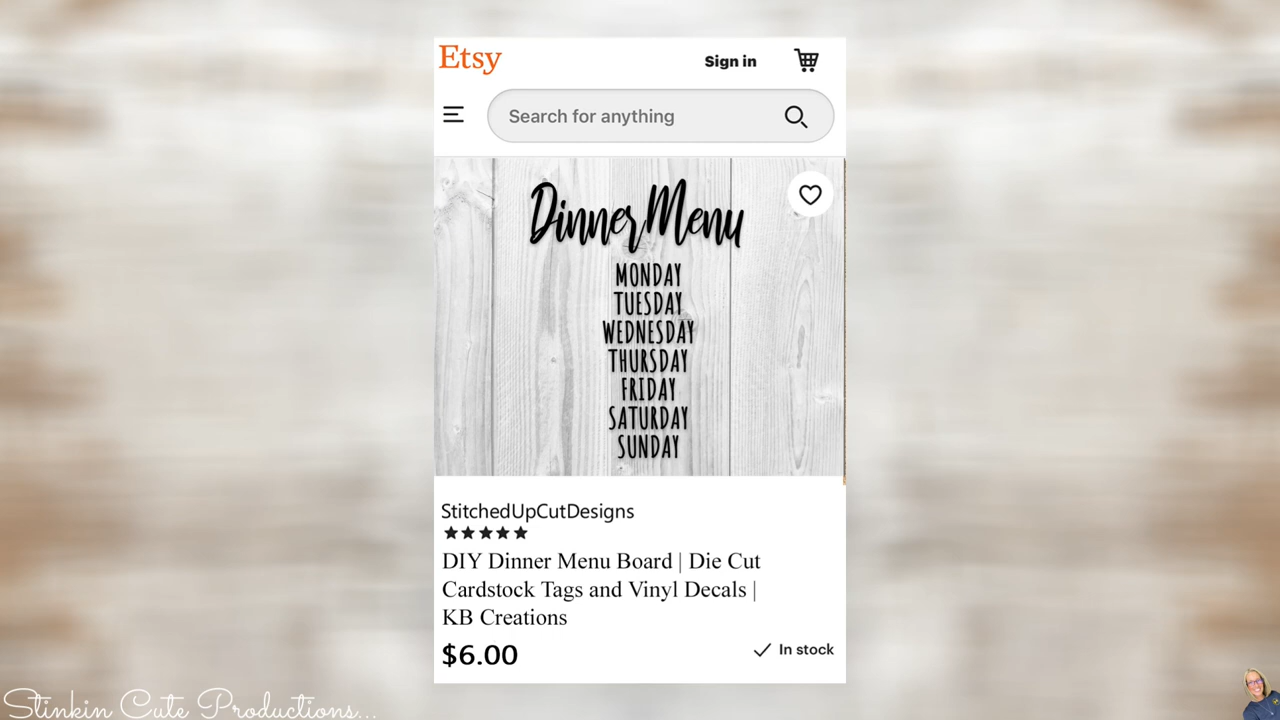 Etsy
Sign in
Search for anything
Dinner Menu
MONDAY
TUESDAY
WEDNESDAY
THURSDAY
FRIDAY
SATURDAY
SUNDAY
StitchedUpCutDesigns
DIY Dinner Menu Board | Die Cut
Cardstock Tags and Vinyl Decals |
KB Creations
$6.00
In stock
Stinkin Cute Productions...